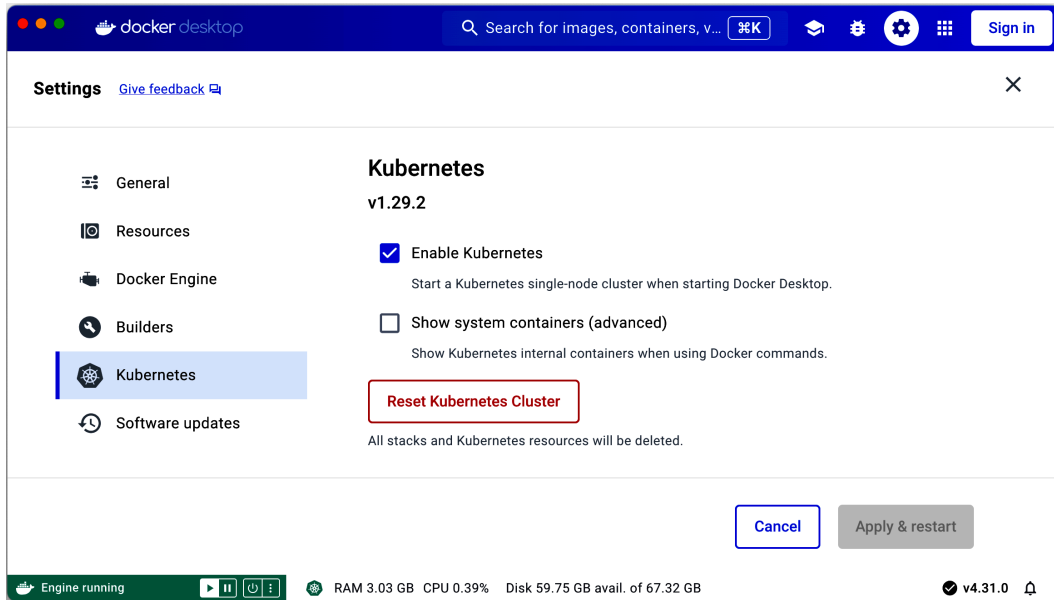 docker desktop
Search for images, containers, v... ⌘K
Sign in
Settings
Give feedback
General
Resources
Docker Engine
Builders
Kubernetes
Software updates
Kubernetes
v1.29.2
Enable Kubernetes
Start a Kubernetes single-node cluster when starting Docker Desktop.
Show system containers (advanced)
Show Kubernetes internal containers when using Docker commands.
Reset Kubernetes Cluster
All stacks and Kubernetes resources will be deleted.
Cancel
Apply & restart
Engine running
RAM 3.03 GB CPU 0.39% Disk 59.75 GB avail. of 67.32 GB
v4.31.0